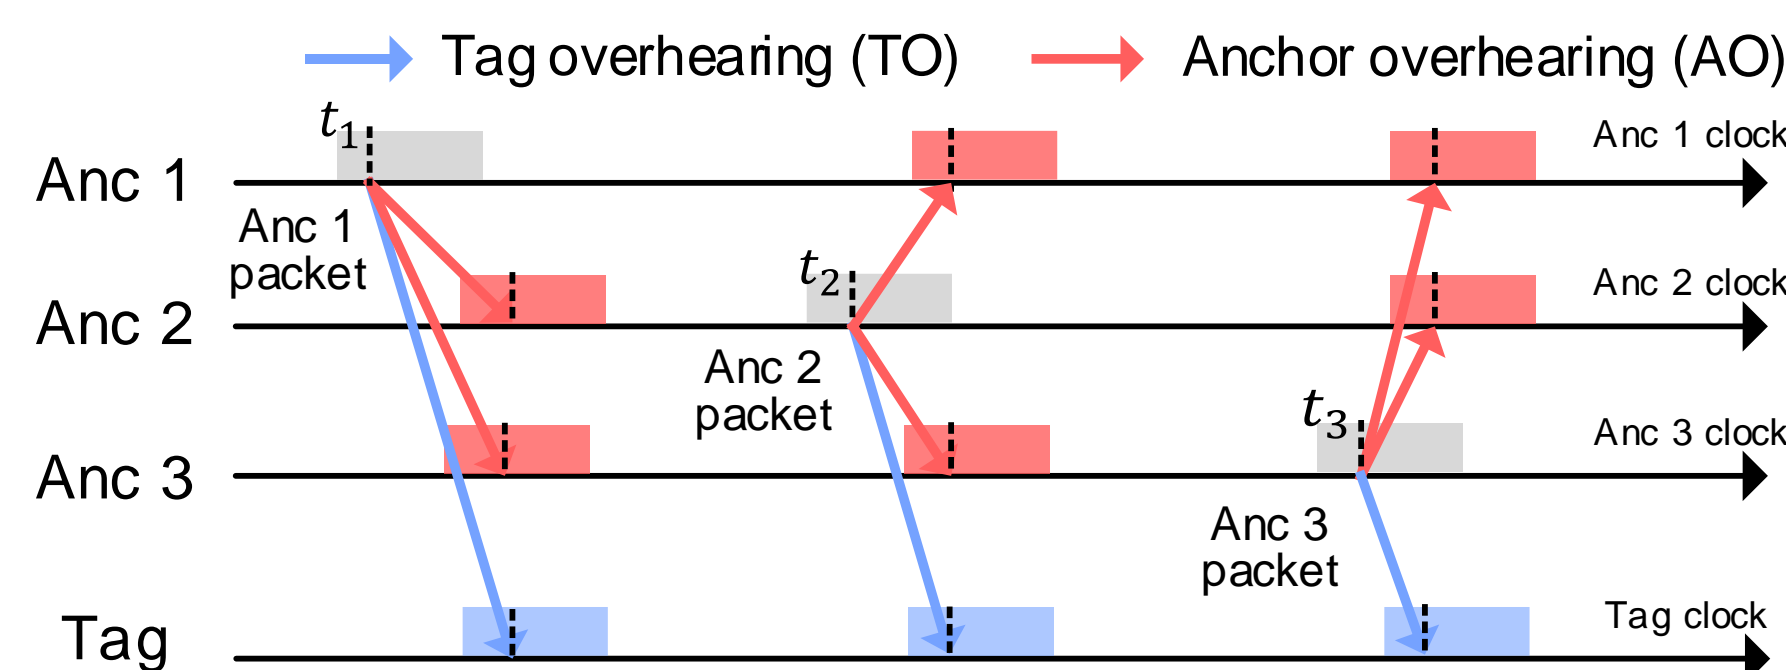 Tag overhearing (TO)
Anchor overhearing (AO)
t1
Anc 1 clock
Anc 1
Anc 1
packet
t2
Anc 2 clock
Anc 2
Anc 2
packet
t3
Anc 3 clock
Anc 3
Anc 3
packet
Tag clock
Tag